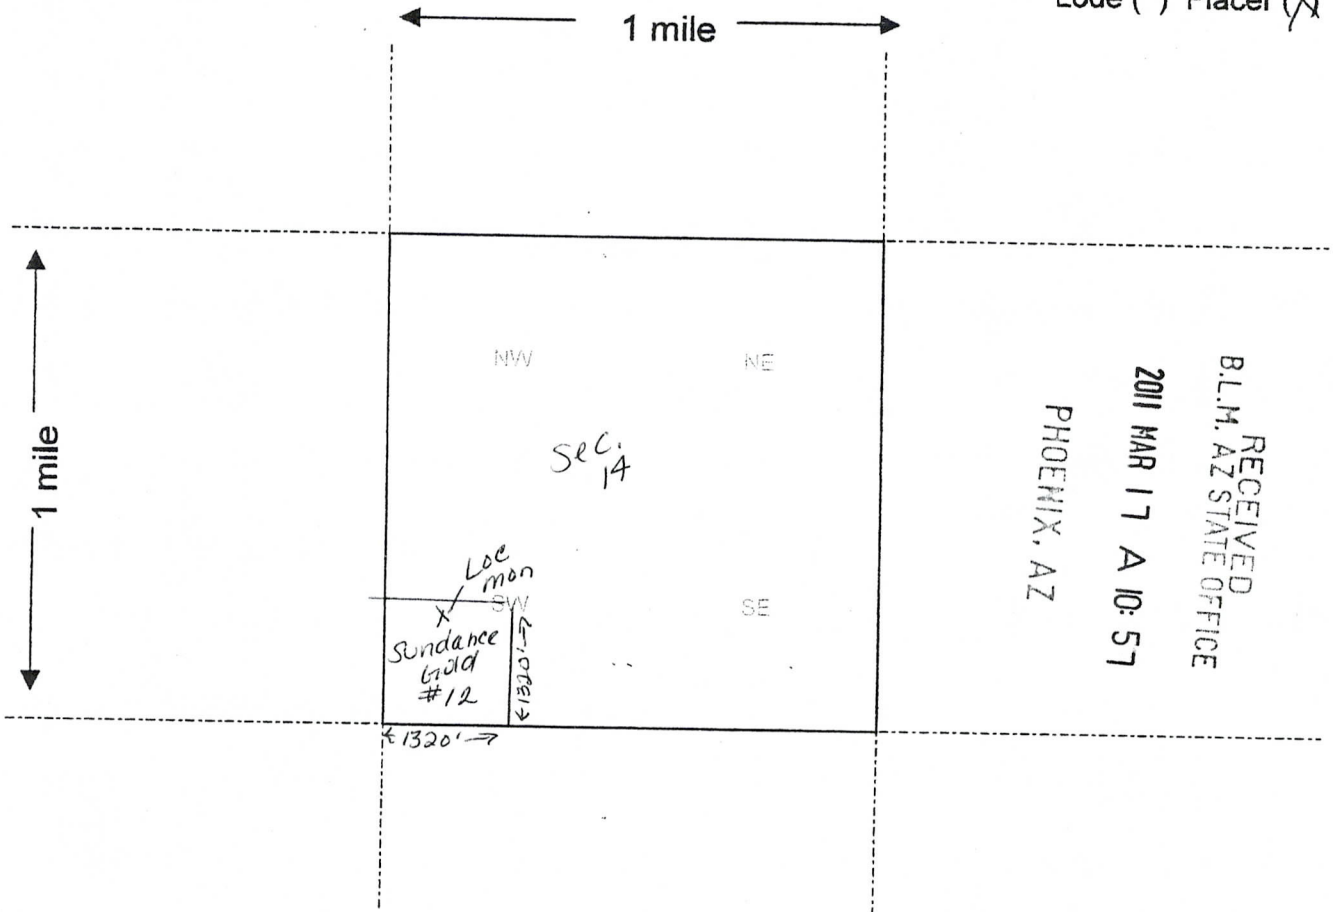 Lode ( ) Placer (X)
1 mile
1 mile
NW
NE
Sec.
14
Loc
mon
SW
SE
X
Sundance
Gold
#12
1320'
1320'
RECEIVED
B.L.M. AZ STATE OFFICE
2011 MAR 17 A 10: 57
PHOENIX, AZ